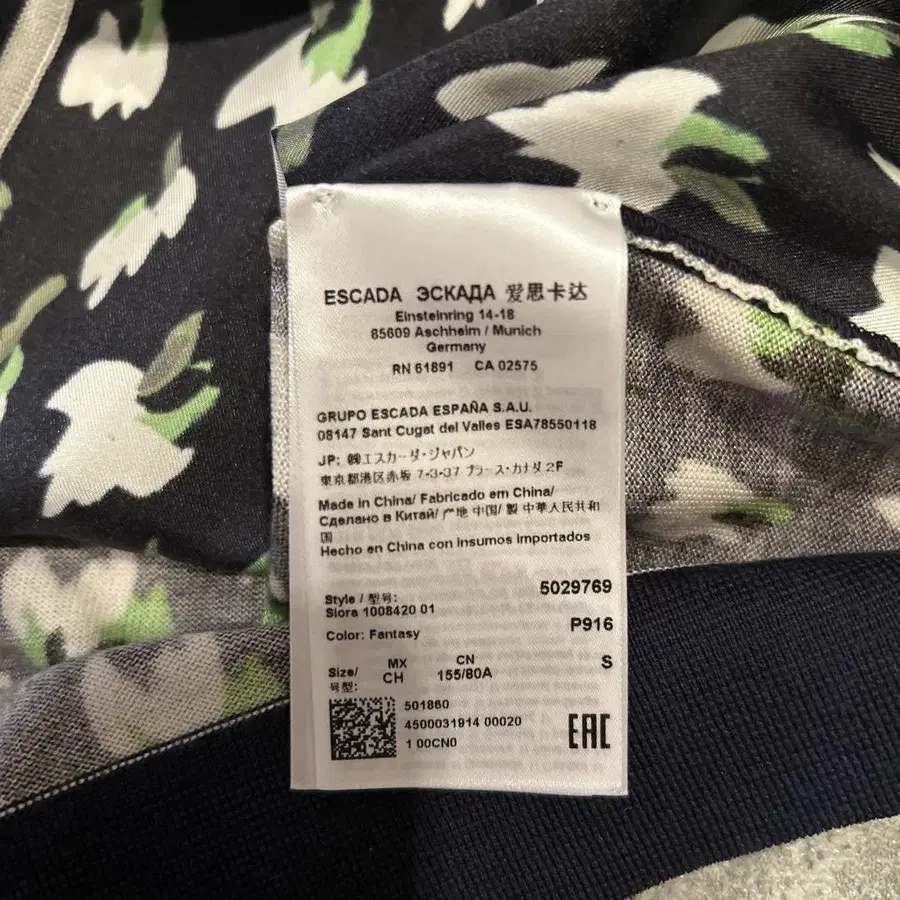 ESCADA ЭСКАДА 爱思卡达
Einsteinring 14-18
85609 Aschheim / Munich
Germany
RN 61891 CA 02575
GRUPO ESCADA ESPAÑA S.A.U.
08147 Sant Cugat del Valles ESA78550118
JP: ㈱エスカーダ・ジャパン
東京都港区赤坂 7-3-37 プラース・カナダ 2F
Made in China/ Fabricado em China/
Сделано в Китай/ 产地 中国/ 製 中華人民共和
国
Hecho en China con insumos importados
Style / 型号: 5029769
Siora 1008420 01
Color: Fantasy P916
Size/ MX CN S
号型: CH 155/80A
501860
4500031914 00020
1 00CN0
EAC